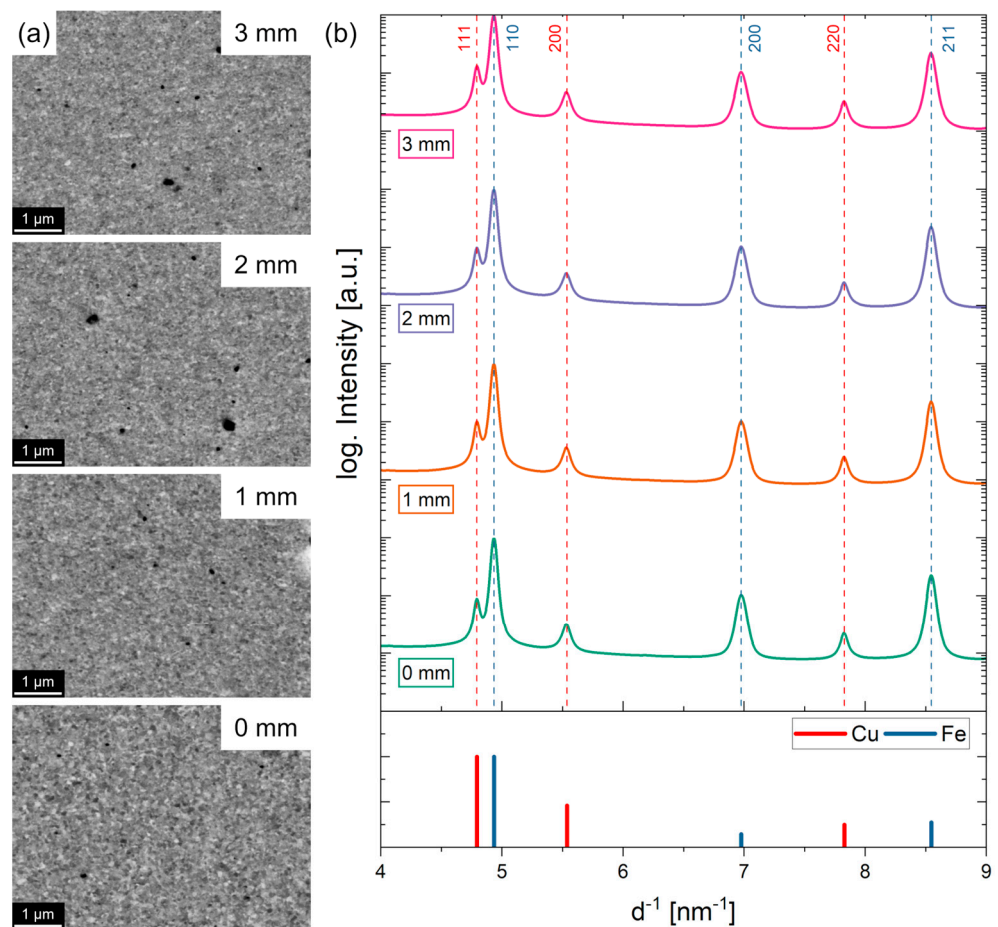 (a)
3 mm
1 µm
2 mm
1 µm
1 mm
1 µm
0 mm
1 µm
(b)
111
110
200
200
220
211
log. Intensity [a.u.]
3 mm
2 mm
1 mm
0 mm
Cu Fe
4 5 6 7 8 9
d⁻¹ [nm⁻¹]